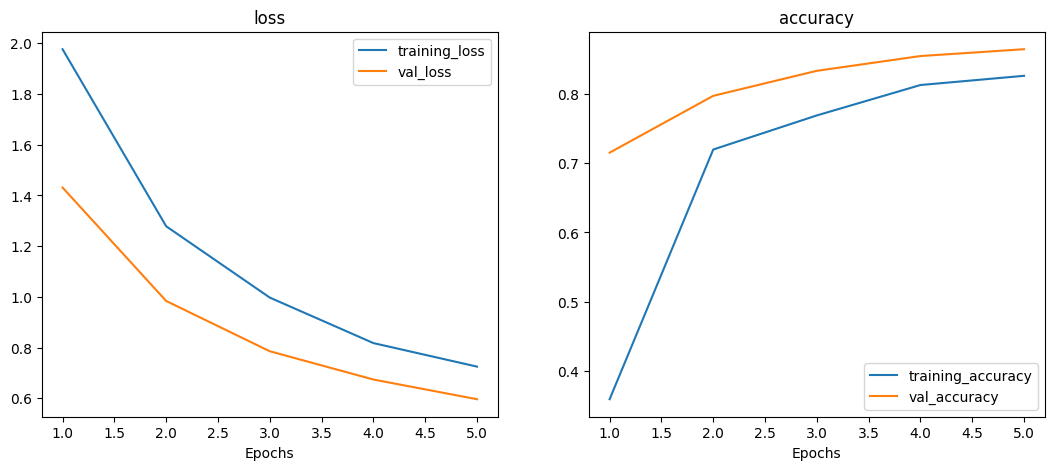 loss
2.0
1.8
1.6
1.4
1.2
1.0
0.8
0.6
training_loss
val_loss
1.0 1.5 2.0 2.5 3.0 3.5 4.0 4.5 5.0
Epochs
accuracy
0.8
0.7
0.6
0.5
0.4
training_accuracy
val_accuracy
1.0 1.5 2.0 2.5 3.0 3.5 4.0 4.5 5.0
Epochs